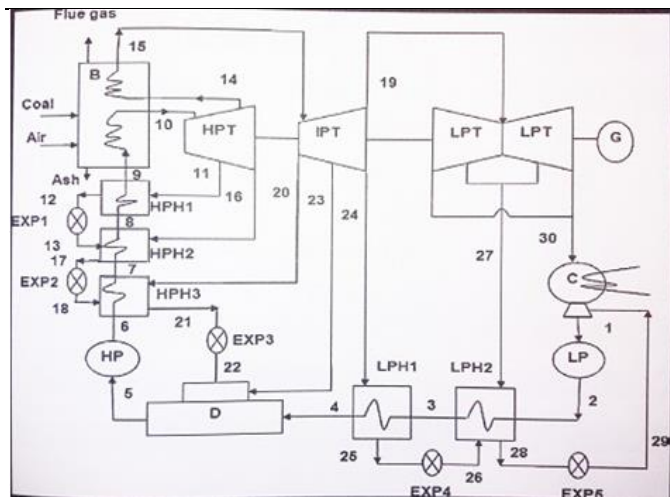 Flue gas
15
B
14
19
Coal
10
HPT
IPT
LPT
LPT
G
Air
11
Ash
9
16
20
23
24
12
HPH1
EXP1
8
27
30
13
HPH2
17
7
C
EXP2
HPH3
18
21
6
1
EXP3
HP
LPH1
LPH2
LP
22
5
D
4
3
2
25
26
28
29
EXP4
EXP5